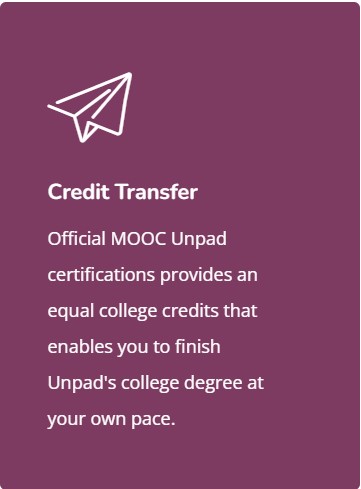 Credit Transfer
Official MOOC Unpad
certifications provides an
equal college credits that
enables you to finish
Unpad's college degree at
your own pace.